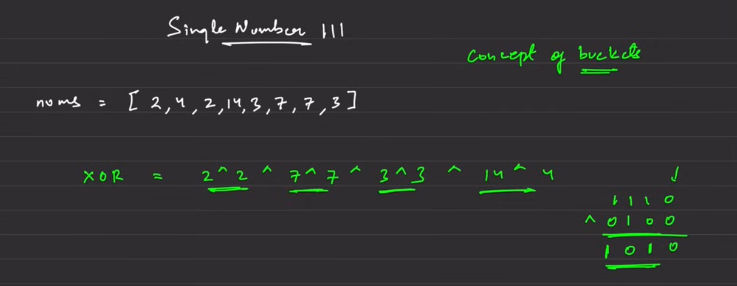 Single Number III
Concept of buckets
nums = [ 2, 4, 2, 14, 3, 7, 7, 3 ]
XOR = 2^2 ^ 7^7 ^ 3^3 ^ 14^4
1 1 1 0
^ 0 1 0 0
1 0 1 0